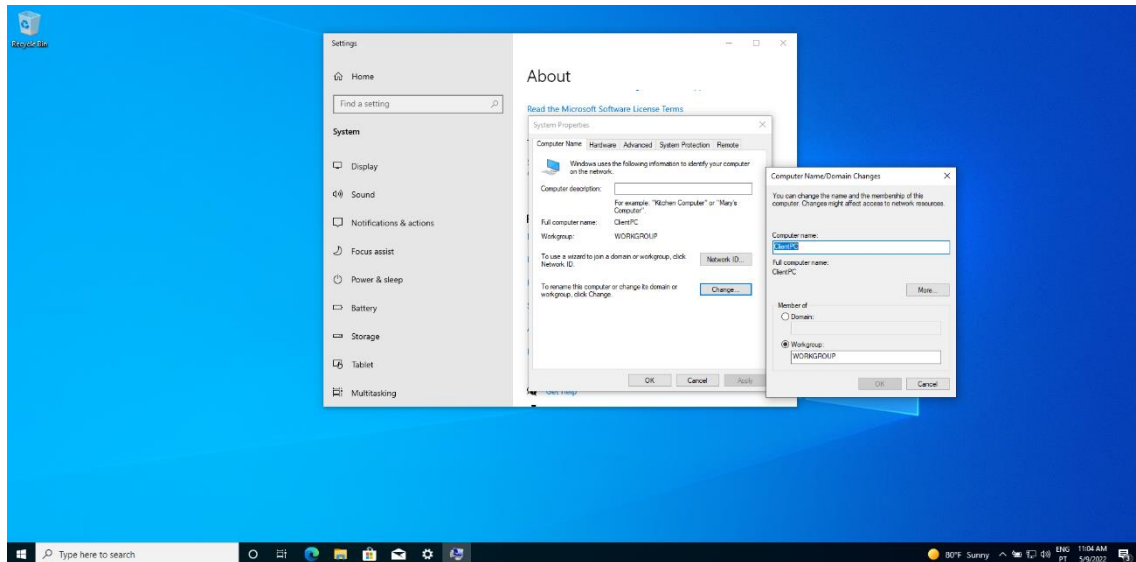 Recycle Bin
Settings
Home
Find a setting
System
Display
Sound
Notifications & actions
Focus assist
Power & sleep
Battery
Storage
Tablet
Multitasking
About
Read the Microsoft Software License Terms
System Properties
Computer Name Hardware Advanced System Protection Remote
Windows uses the following information to identify your computer
on the network.
Computer description:
For example: "Kitchen Computer" or "Mary's
Computer".
Full computer name: ClientPC
Workgroup: WORKGROUP
To use a wizard to join a domain or workgroup, click
Network ID.
Network ID...
To rename this computer or change its domain or
workgroup, click Change.
Change...
OK Cancel Apply
Get help
Computer Name/Domain Changes
You can change the name and the membership of this
computer. Changes might affect access to network resources.
Computer name:
ClientPC
Full computer name:
ClientPC
More...
Member of
Domain:
Workgroup:
WORKGROUP
OK Cancel
Type here to search
80°F Sunny
ENG
PT
11:04 AM
5/9/2022